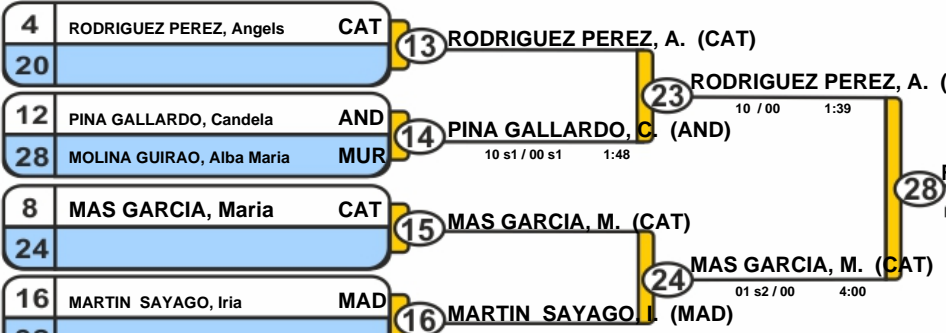 4 RODRIGUEZ PEREZ, Angels CAT
20
13 RODRIGUEZ PEREZ, A. (CAT)
12 PINA GALLARDO, Candela AND
28 MOLINA GUIRAO, Alba Maria MUR
14 PINA GALLARDO, C. (AND)
10 s1 / 00 s1 1:48
23 RODRIGUEZ PEREZ, A. (
10 / 00 1:39
8 MAS GARCIA, Maria CAT
24
15 MAS GARCIA, M. (CAT)
16 MARTIN SAYAGO, Iria MAD
16 MARTIN SAYAGO, I. (MAD)
24 MAS GARCIA, M. (CAT)
01 s2 / 00 4:00
28